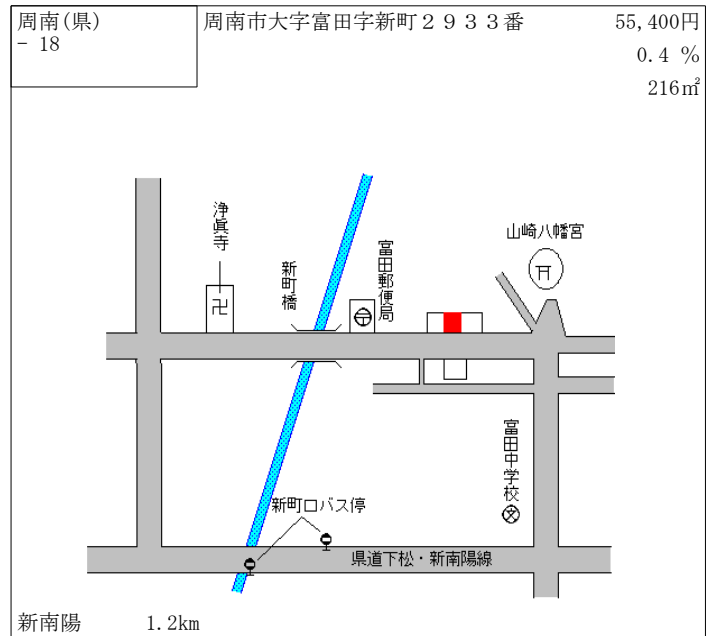 周南(県)
- 18
周南市大字富田字新町２９３３番
55,400円
0.4 %
216㎡
浄眞寺
新町橋
富田郵便局
山崎八幡宮
富田中学校
新町口バス停
県道下松・新南陽線
新南陽 1.2km